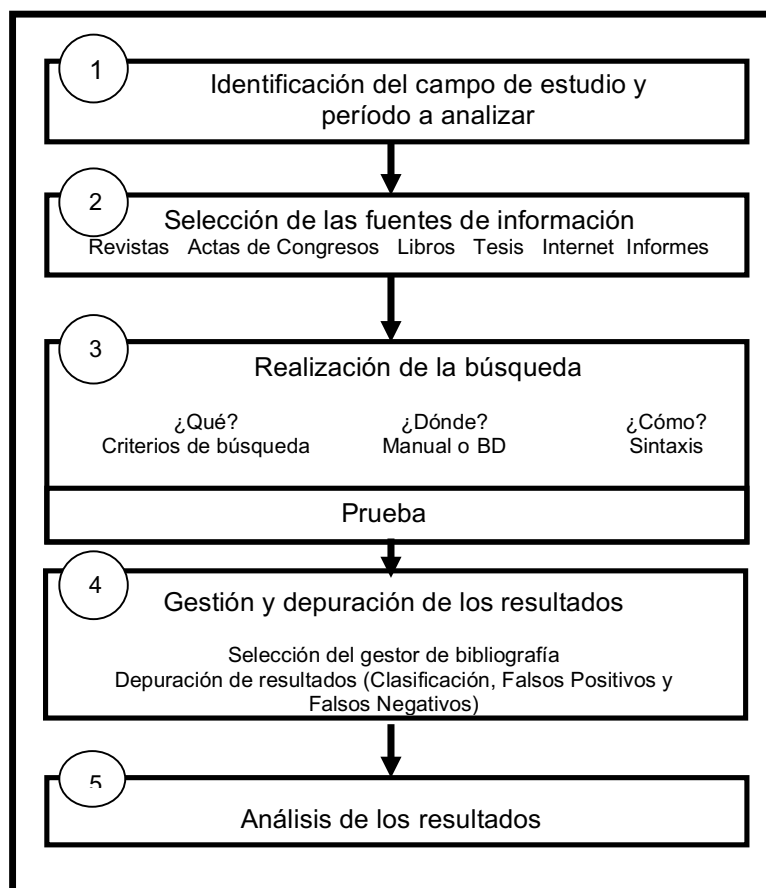 1
Identificación del campo de estudio y
período a analizar
2
Selección de las fuentes de información
Revistas Actas de Congresos Libros Tesis Internet Informes
3
Realización de la búsqueda
¿Qué? ¿Dónde? ¿Cómo?
Criterios de búsqueda Manual o BD Sintaxis
Prueba
4
Gestión y depuración de los resultados
Selección del gestor de bibliografía
Depuración de resultados (Clasificación, Falsos Positivos y
Falsos Negativos)
5
Análisis de los resultados